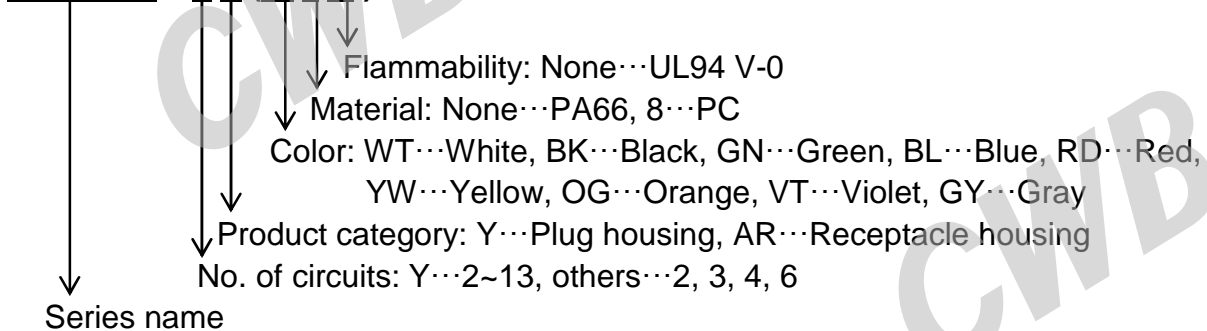 Flammability: None···UL94 V-0
Material: None···PA66, 8···PC
Color: WT···White, BK···Black, GN···Green, BL···Blue, RD···Red,
YW···Yellow, OG···Orange, VT···Violet, GY···Gray
Product category: Y···Plug housing, AR···Receptacle housing
No. of circuits: Y···2~13, others···2, 3, 4, 6
Series name
CWB
CWB